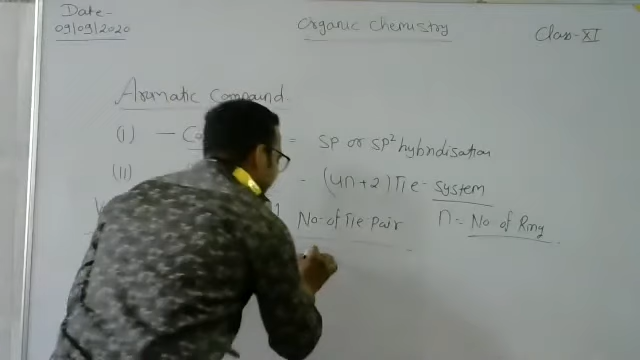 Date-
09/09/2020
Organic Chemistry
Class-XI
Aromatic Compound
(i) - = SP or SP² hybridisation
(ii) - (4n+2) πe- system
No. of πe Pair n = No. of Ring